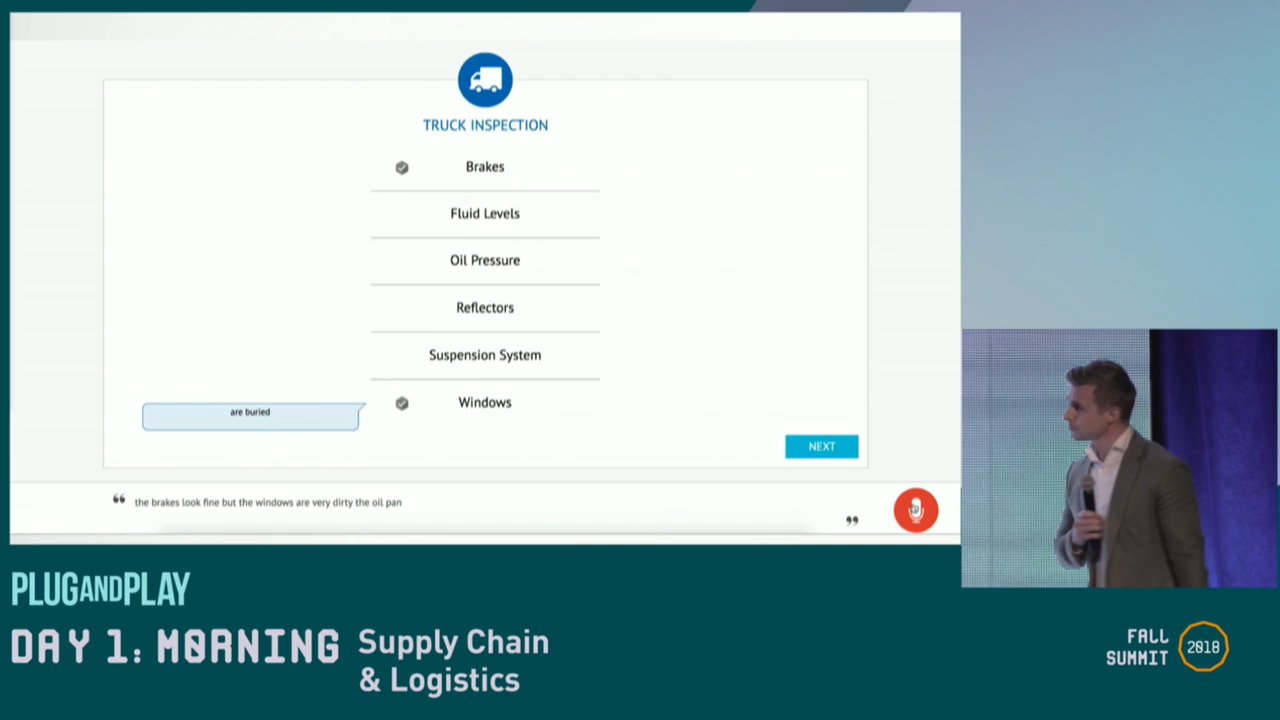 TRUCK INSPECTION
Brakes
Fluid Levels
Oil Pressure
Reflectors
Suspension System
Windows
are buried
NEXT
“ the brakes look fine but the windows are very dirty the oil pan
”
PLUGANDPLAY
DAY 1: MORNING
Supply Chain
& Logistics
FALL
SUMMIT
2018